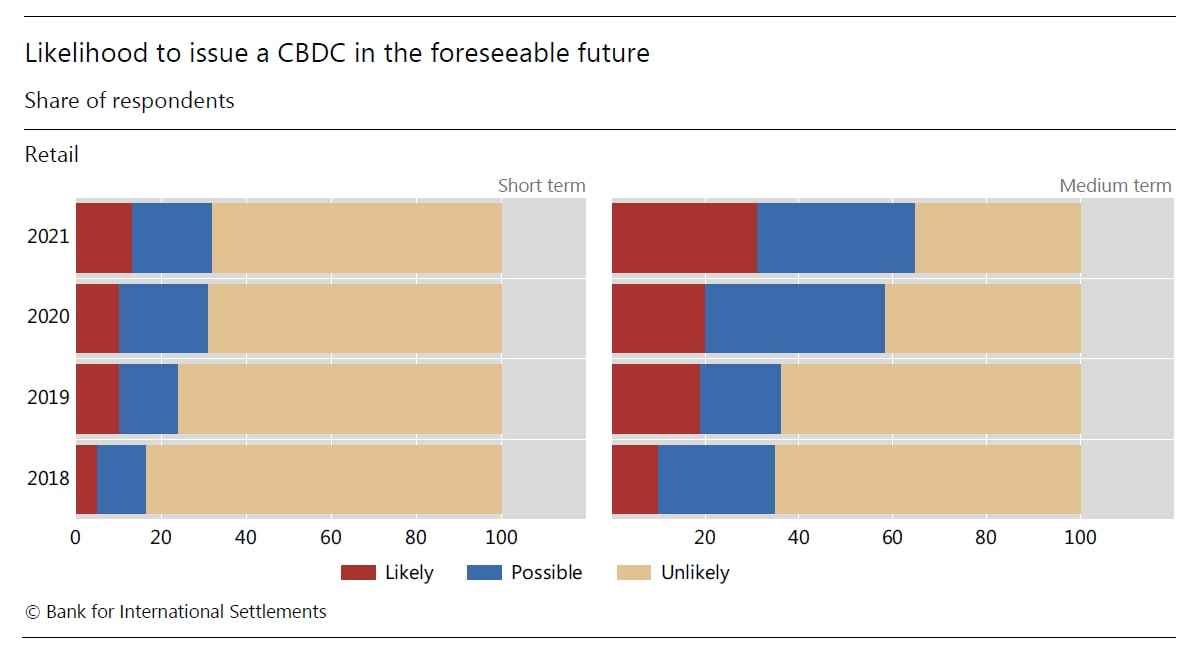 Likelihood to issue a CBDC in the foreseeable future
Share of respondents
Retail
Short term
Medium term
2021
2020
2019
2018
0 20 40 60 80 100
20 40 60 80 100
Likely Possible Unlikely
© Bank for International Settlements